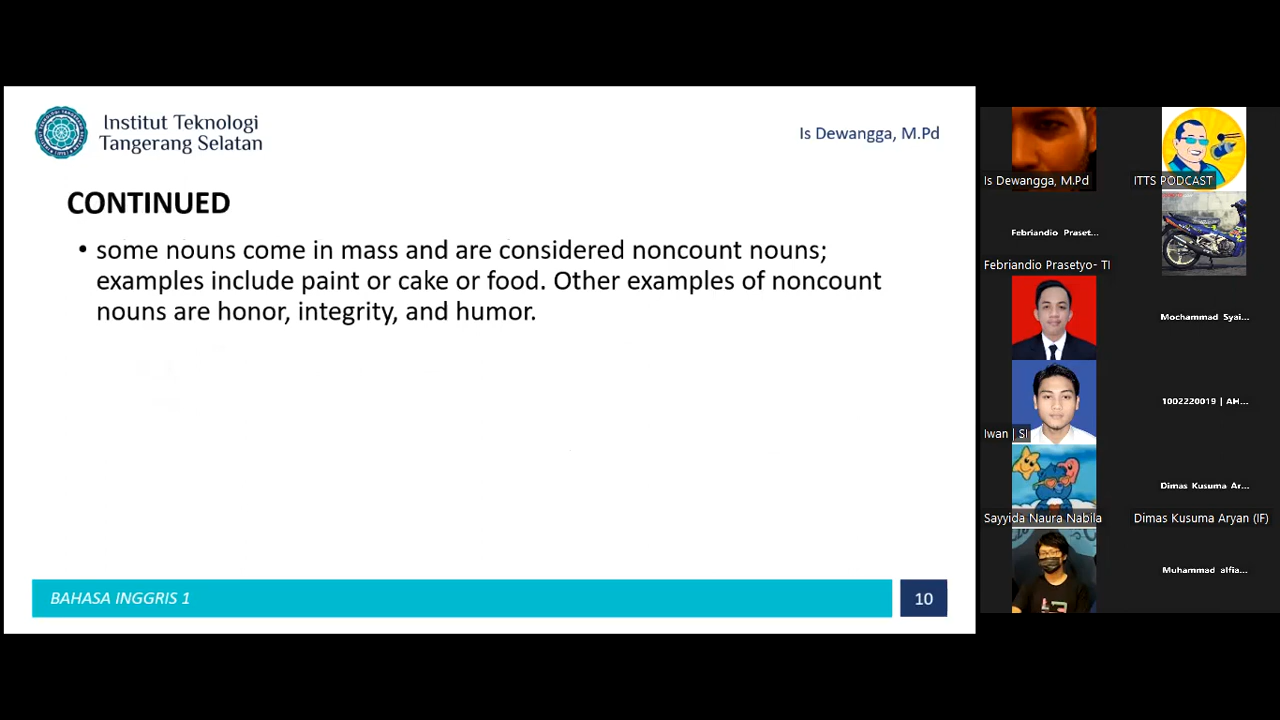 Institut Teknologi
Tangerang Selatan
Is Dewangga, M.Pd
CONTINUED
• some nouns come in mass and are considered noncount nouns;
examples include paint or cake or food. Other examples of noncount
nouns are honor, integrity, and humor.
BAHASA INGGRIS 1
10
Is Dewangga, M.Pd
ITTS PODCAST
Febriandio Praset...
Febriandio Prasetyo- TI
Mochammad Syai...
1002220019 | AH...
Iwan | SI
Dimas Kusuma Ar...
Sayyida Naura Nabila
Dimas Kusuma Aryan (IF)
Muhammad alfia...